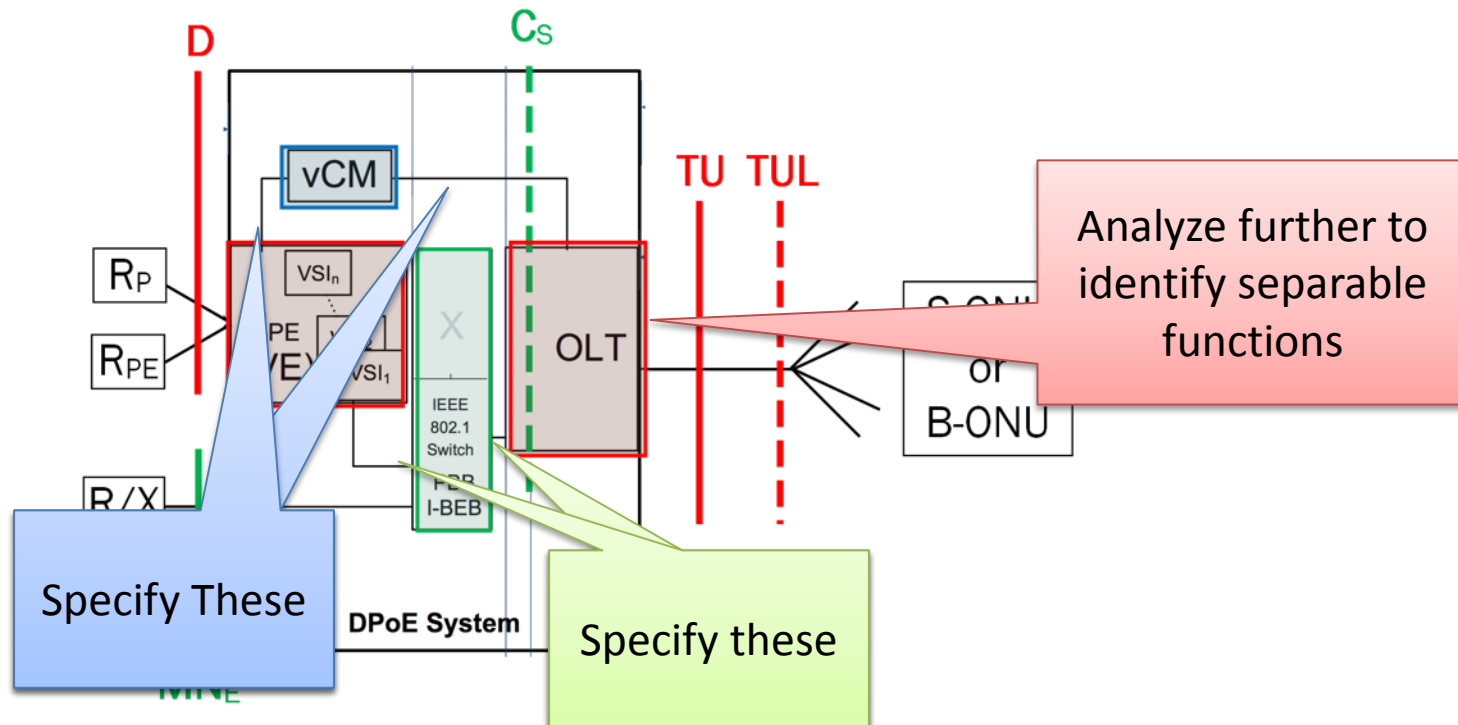 D
CS
vCM
TU TUL
Analyze further to
identify separable
functions
RP
VSIn
PE
X
RPE
VSI1
OLT
or
IEEE
802.1
Switch
B-ONU
R/X
I-BEB
Specify These
DPoE System
Specify these
MNE